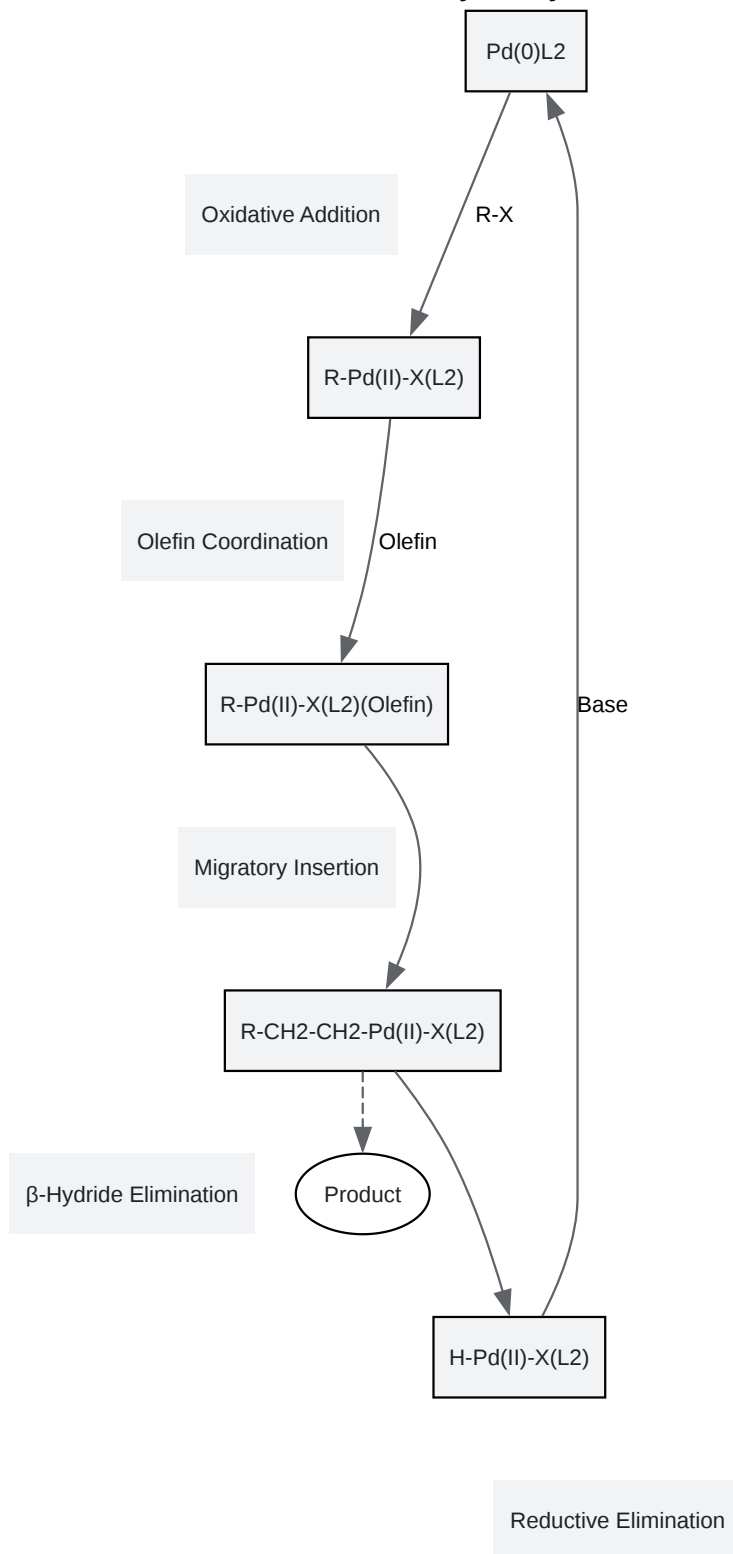 Pd(0)L2
Oxidative Addition
R-X
R-Pd(II)-X(L2)
Olefin Coordination
Olefin
R-Pd(II)-X(L2)(Olefin)
Base
Migratory Insertion
R-CH2-CH2-Pd(II)-X(L2)
β-Hydride Elimination
Product
H-Pd(II)-X(L2)
Reductive Elimination